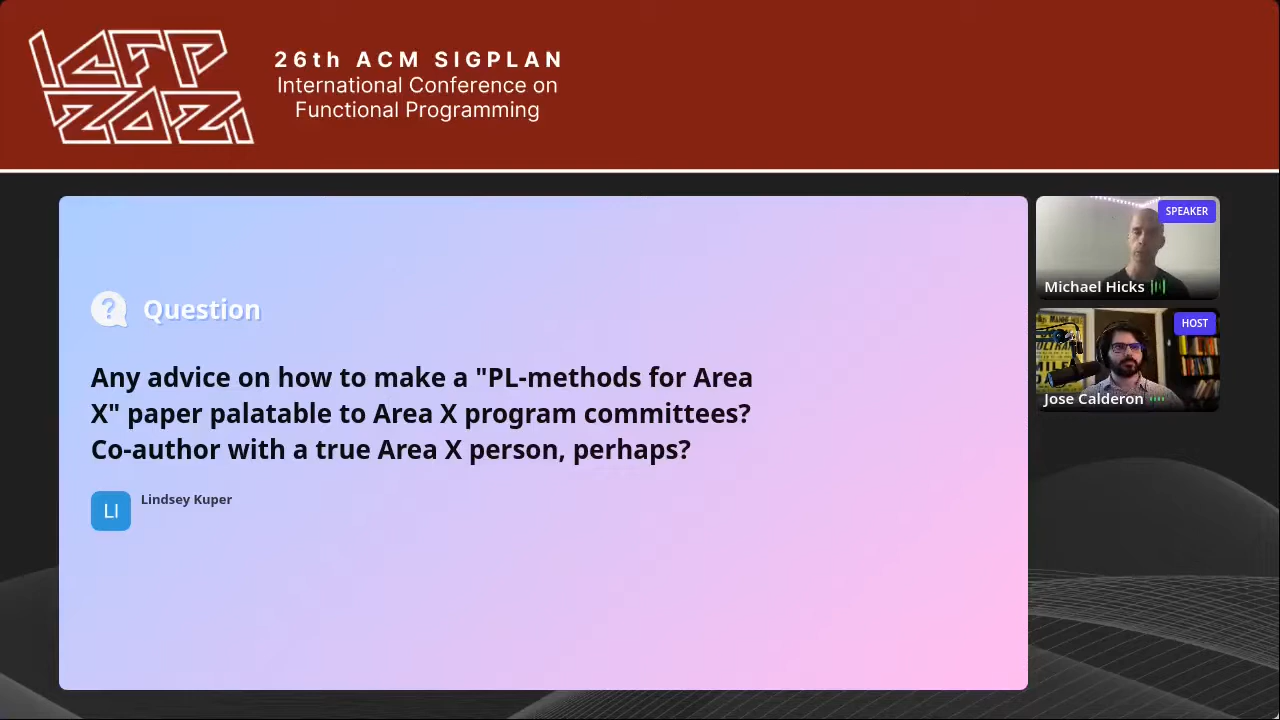 ICFP
2021
26th ACM SIGPLAN
International Conference on
Functional Programming
? Question
Any advice on how to make a "PL-methods for Area
X" paper palatable to Area X program committees?
Co-author with a true Area X person, perhaps?
LI
Lindsey Kuper
SPEAKER
Michael Hicks
HOST
Jose Calderon